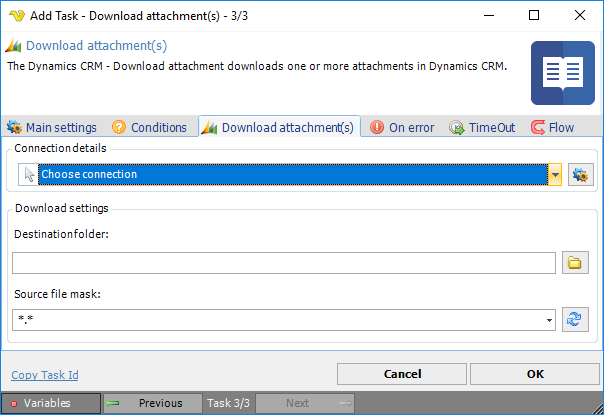 Add Task - Download attachment(s) - 3/3
Download attachment(s)
The Dynamics CRM - Download attachment downloads one or more attachments in Dynamics CRM.
Main settings Conditions Download attachment(s) On error TimeOut Flow
Connection details
Choose connection
Download settings
Destination folder:
Source file mask:
*.*
Copy Task Id Cancel OK
Variables Previous Task 3/3 Next